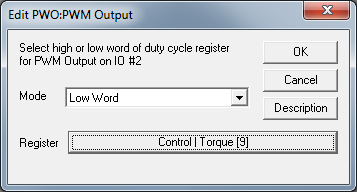 Edit PWO:PWM Output
Select high or low word of duty cycle register
for PWM Output on IO #2
OK
Cancel
Mode
Low Word
Description
Register
Control | Torque [9]